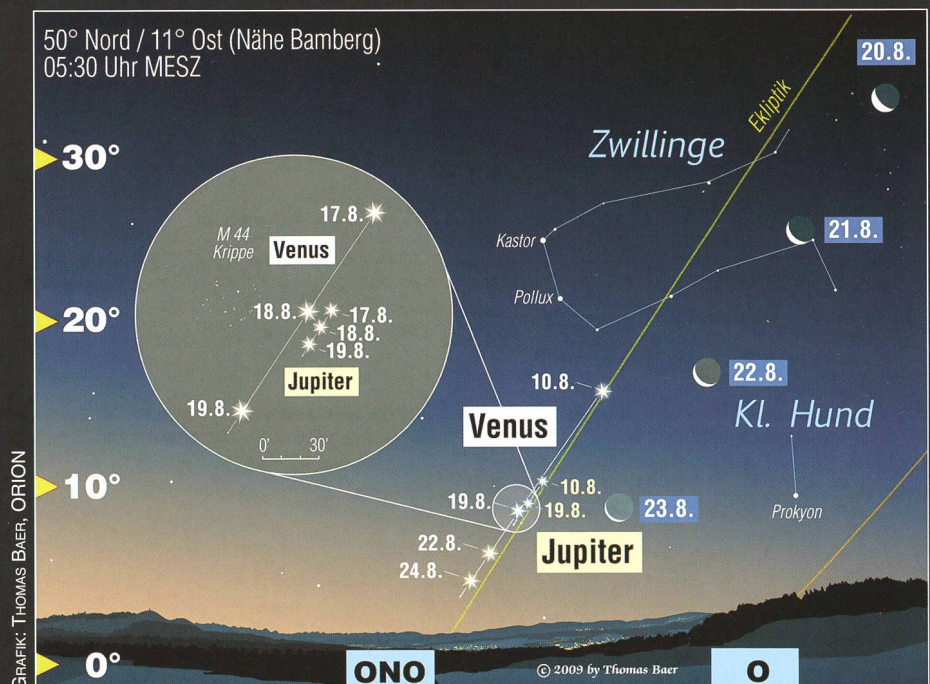 50° Nord / 11° Ost (Nähe Bamberg)
05:30 Uhr MESZ
20.8.
Ekliptik
Zwillinge
30°
17.8.
M 44
Krippe
Venus
21.8.
Kastor
Pollux
18.8.
17.8.
18.8.
19.8.
20°
Jupiter
19.8.
0' 30'
10.8.
22.8.
Venus
Kl. Hund
10°
10.8.
19.8.
19.8.
23.8.
Prokyon
22.8.
Jupiter
24.8.
0°
ONO
© 2009 by Thomas Baer
O
GRAFIK: THOMAS BAER, ORION